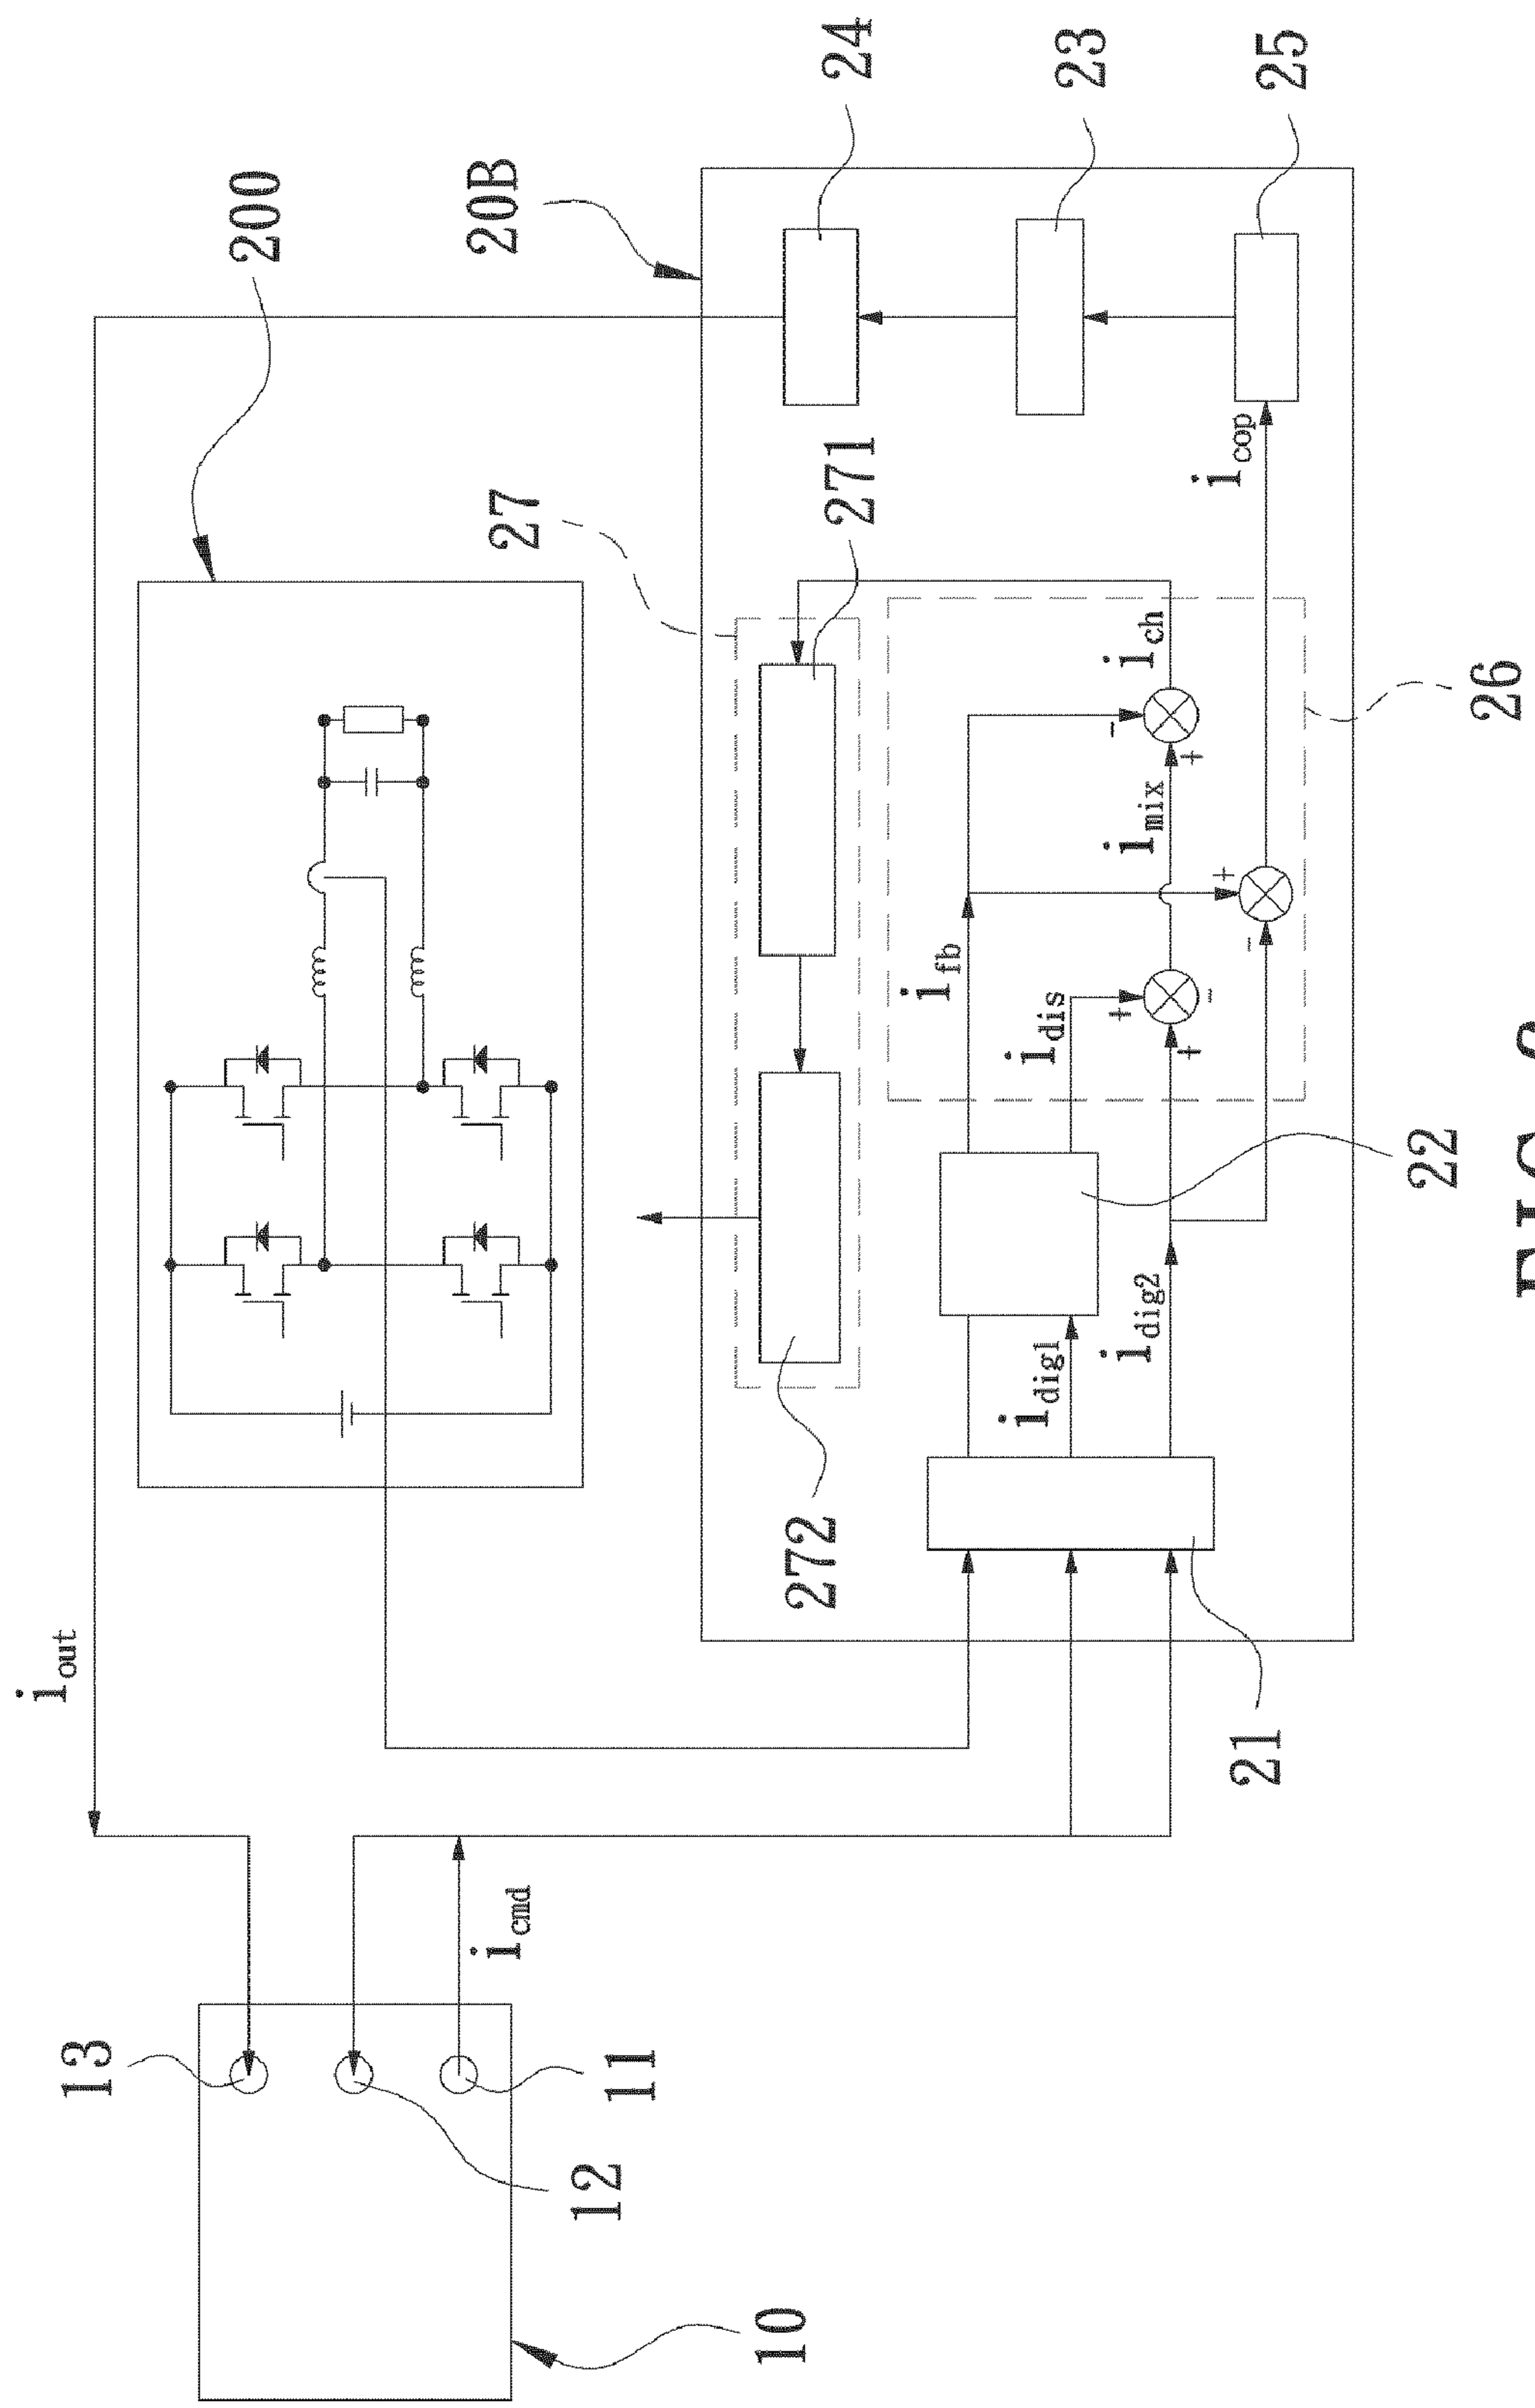 13
12
11
10
i_out
i_cmd
200
20B
27
271
272
24
23
25
i_cop
i_ch
i_mix
i_fb
i_dis
i_dig1
i_dig2
+
-
+
+
-
-
+
-
+
26
22
21
FIG.